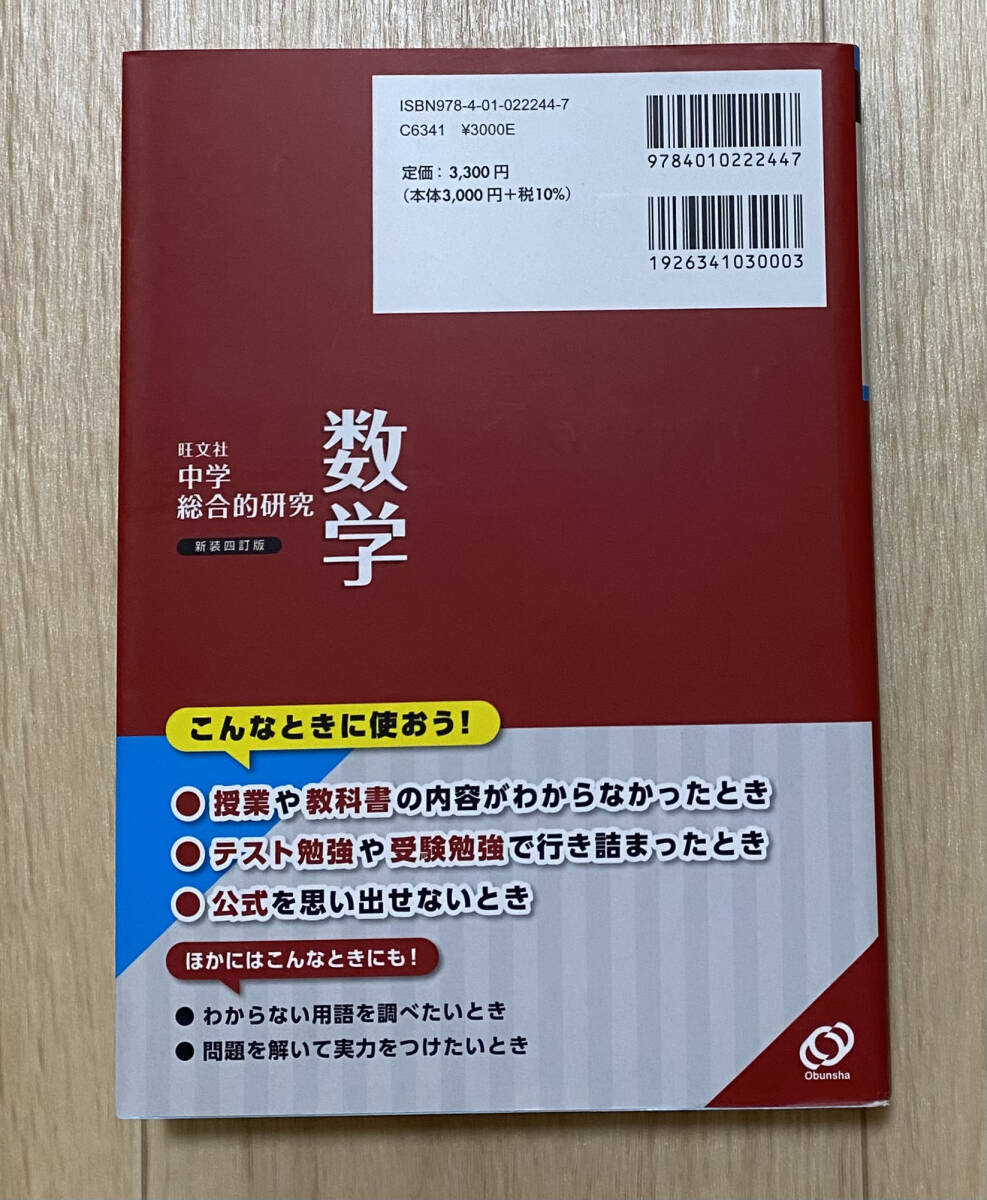 ISBN978-4-01-022244-7
C6341 ¥3000E
定価：3,300円
（本体3,000円＋税10%）
9784010222447
1926341030003
旺文社
中学
総合的研究
数学
新装四訂版
こんなときに使おう！
● 授業や教科書の内容がわからなかったとき
● テスト勉強や受験勉強で行き詰まったとき
● 公式を思い出せないとき
ほかにはこんなときにも！
● わからない用語を調べたいとき
● 問題を解いて実力をつけたいとき
Obunsha